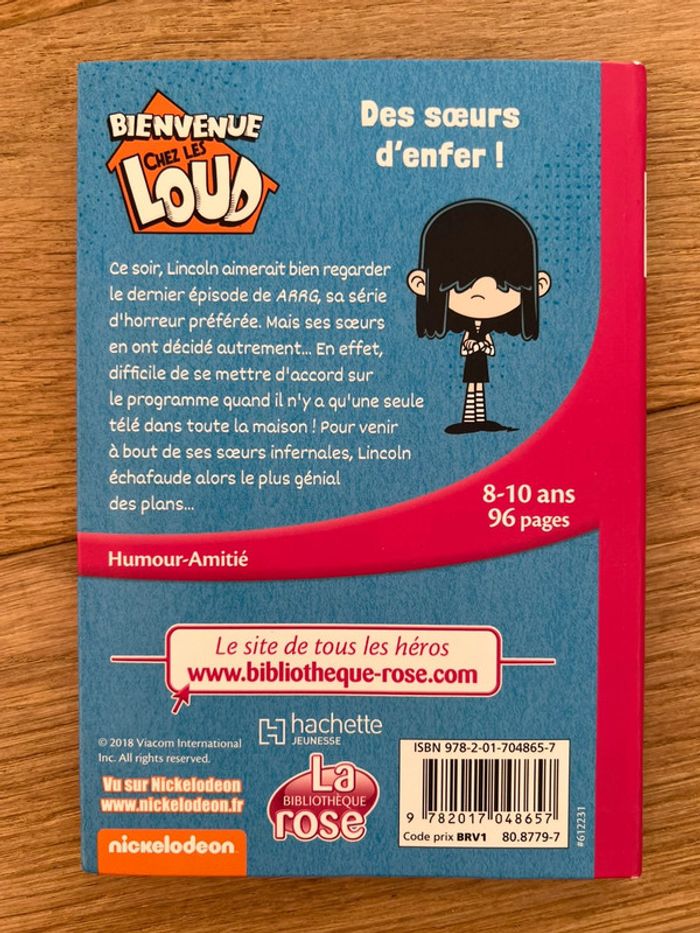 BIENVENUE
CHEZ LES
LOUD
Des sœurs
d'enfer !
Ce soir, Lincoln aimerait bien regarder
le dernier épisode de ARRG, sa série
d'horreur préférée. Mais ses sœurs
en ont décidé autrement... En effet,
difficile de se mettre d'accord sur
le programme quand il n'y a qu'une seule
télé dans toute la maison ! Pour venir
à bout de ses sœurs infernales, Lincoln
échafaude alors le plus génial
des plans...
8-10 ans
96 pages
Humour-Amitié
Le site de tous les héros
www.bibliotheque-rose.com
hachette
JEUNESSE
© 2018 Viacom International
Inc. All rights reserved.
Vu sur Nickelodeon
www.nickelodeon.fr
nickelodeon
La
BIBLIOTHÈQUE
rose
ISBN 978-2-01-704865-7
9 782017 048657
Code prix BRV1 80.8779-7
#612231